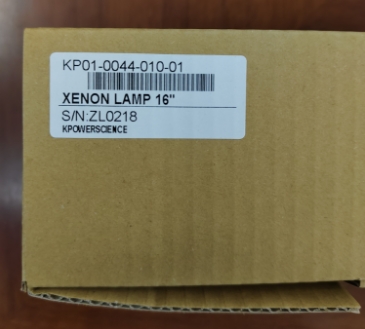 KP01-0044-010-01
XENON LAMP 16"
S/N:ZL0218
KPOWERSCIENCE